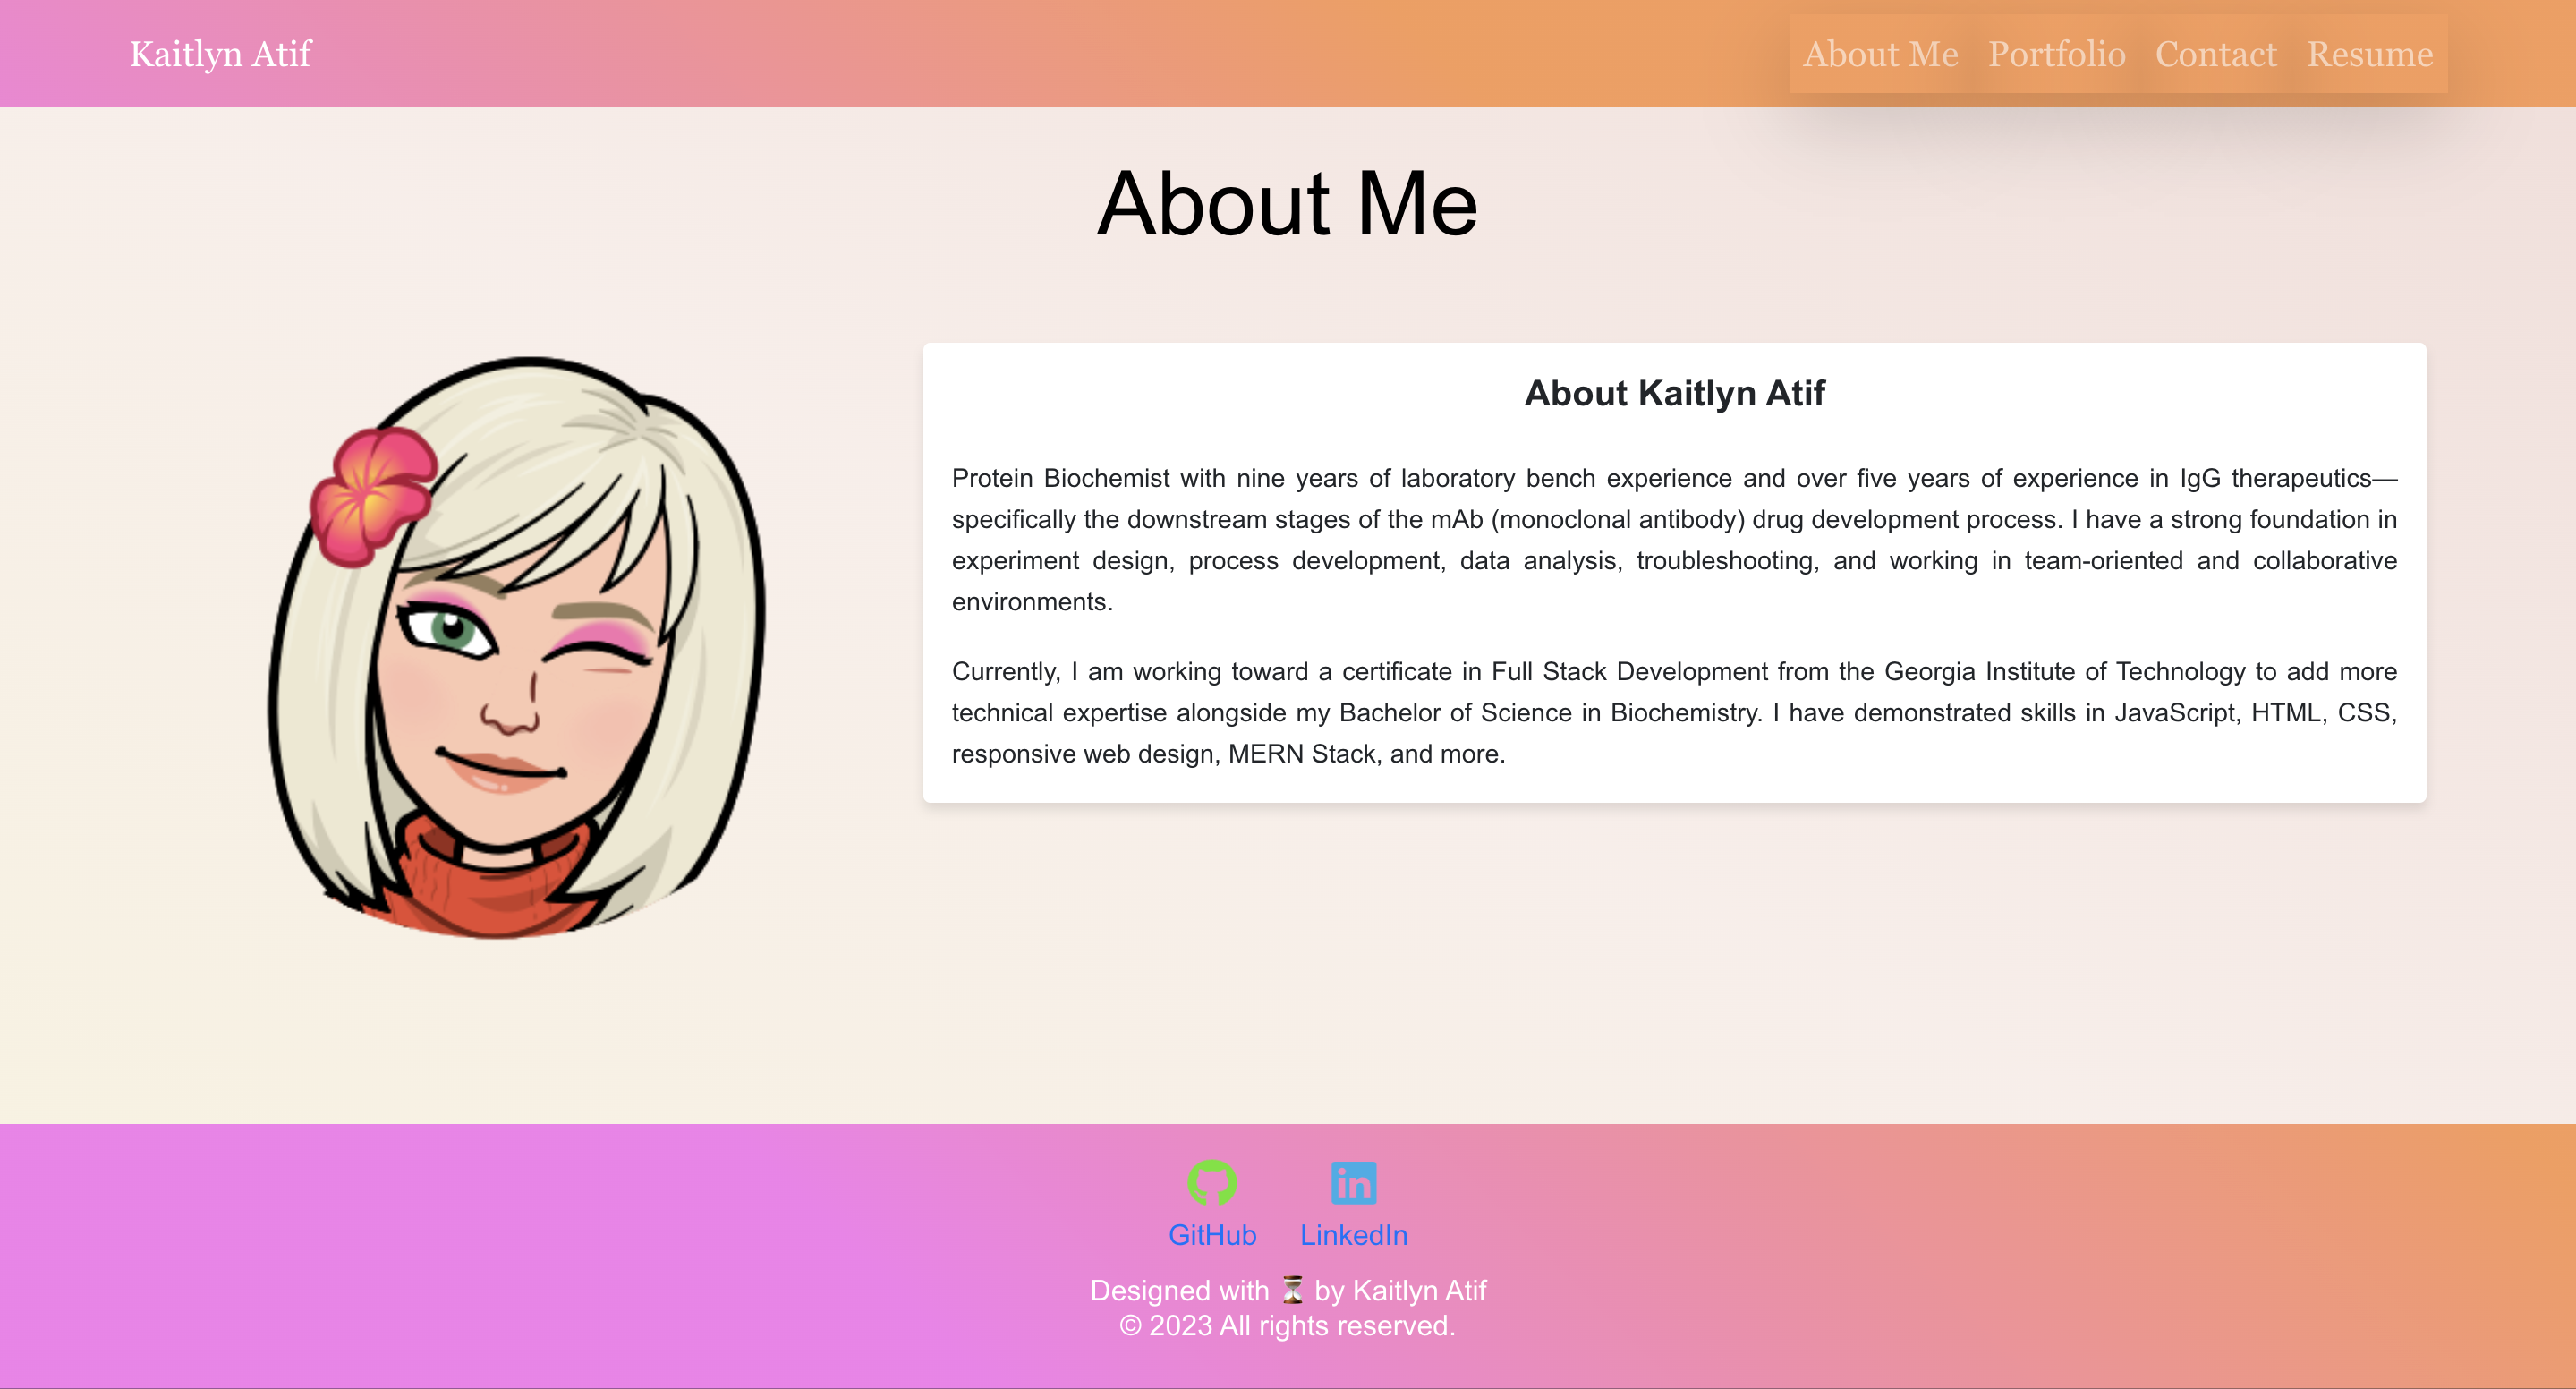 Kaitlyn Atif
About Me Portfolio Contact Resume
About Me
About Kaitlyn Atif
Protein Biochemist with nine years of laboratory bench experience and over five years of experience in IgG therapeutics—
specifically the downstream stages of the mAb (monoclonal antibody) drug development process. I have a strong foundation in
experiment design, process development, data analysis, troubleshooting, and working in team-oriented and collaborative
environments.
Currently, I am working toward a certificate in Full Stack Development from the Georgia Institute of Technology to add more
technical expertise alongside my Bachelor of Science in Biochemistry. I have demonstrated skills in JavaScript, HTML, CSS,
responsive web design, MERN Stack, and more.
in
GitHub LinkedIn
Designed with ⏳ by Kaitlyn Atif
© 2023 All rights reserved.